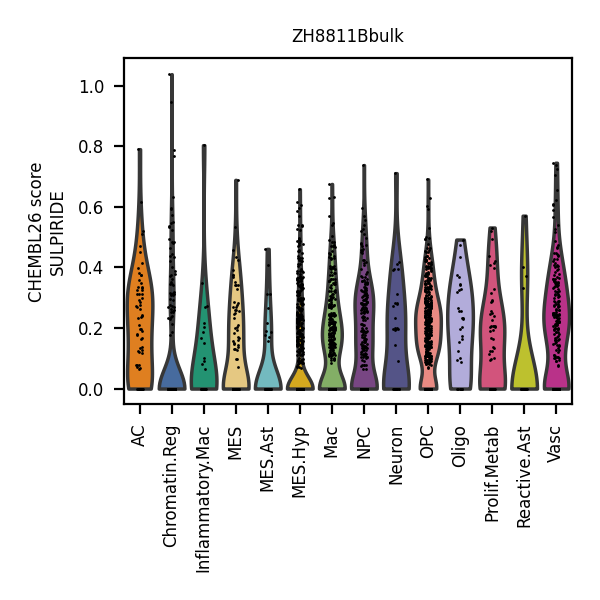 ZH8811Bbulk
CHEMBL26 score
SULPIRIDE
1.0
0.8
0.6
0.4
0.2
0.0
AC
Chromatin.Reg
Inflammatory.Mac
MES
MES.Ast
MES.Hyp
Mac
NPC
Neuron
OPC
Oligo
Prolif.Metab
Reactive.Ast
Vasc